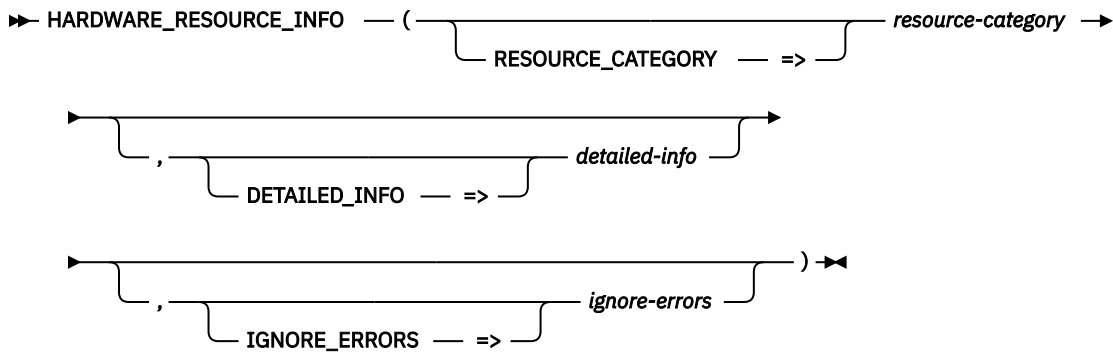 HARDWARE_RESOURCE_INFO ( resource-category
RESOURCE_CATEGORY =>
, detailed-info
DETAILED_INFO =>
)
, ignore-errors
IGNORE_ERRORS =>